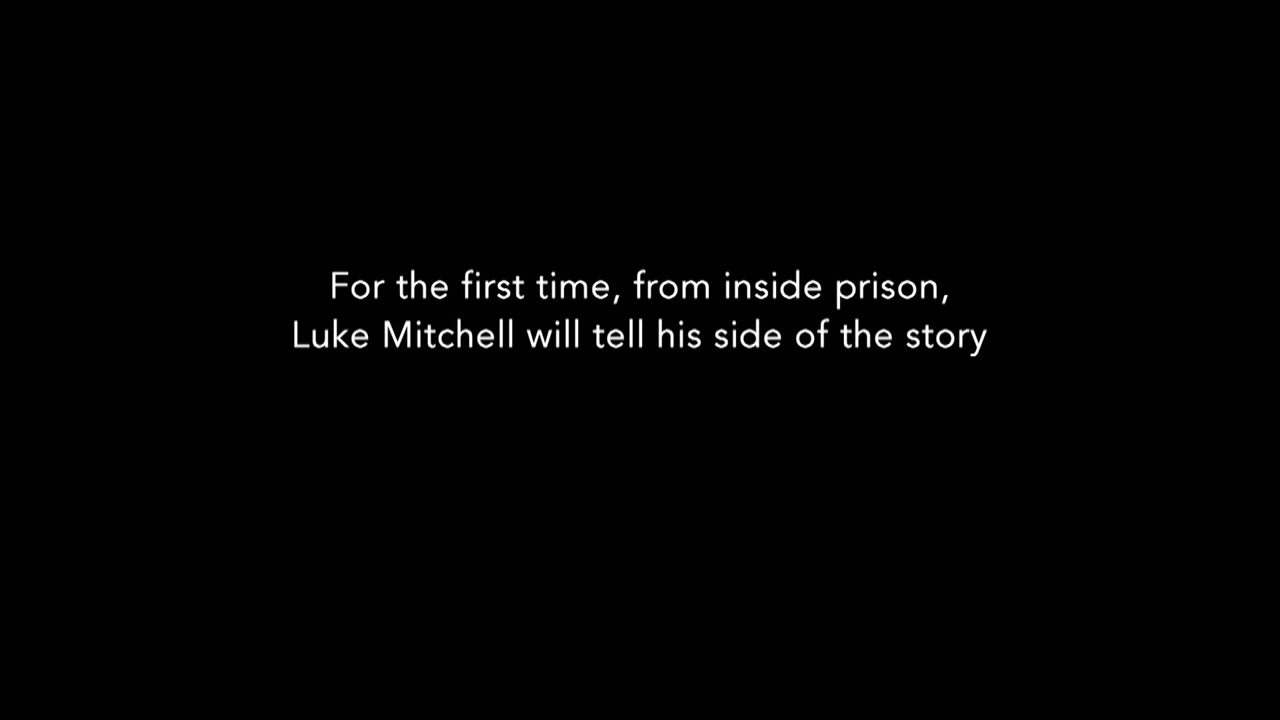 For the first time, from inside prison,
Luke Mitchell will tell his side of the story